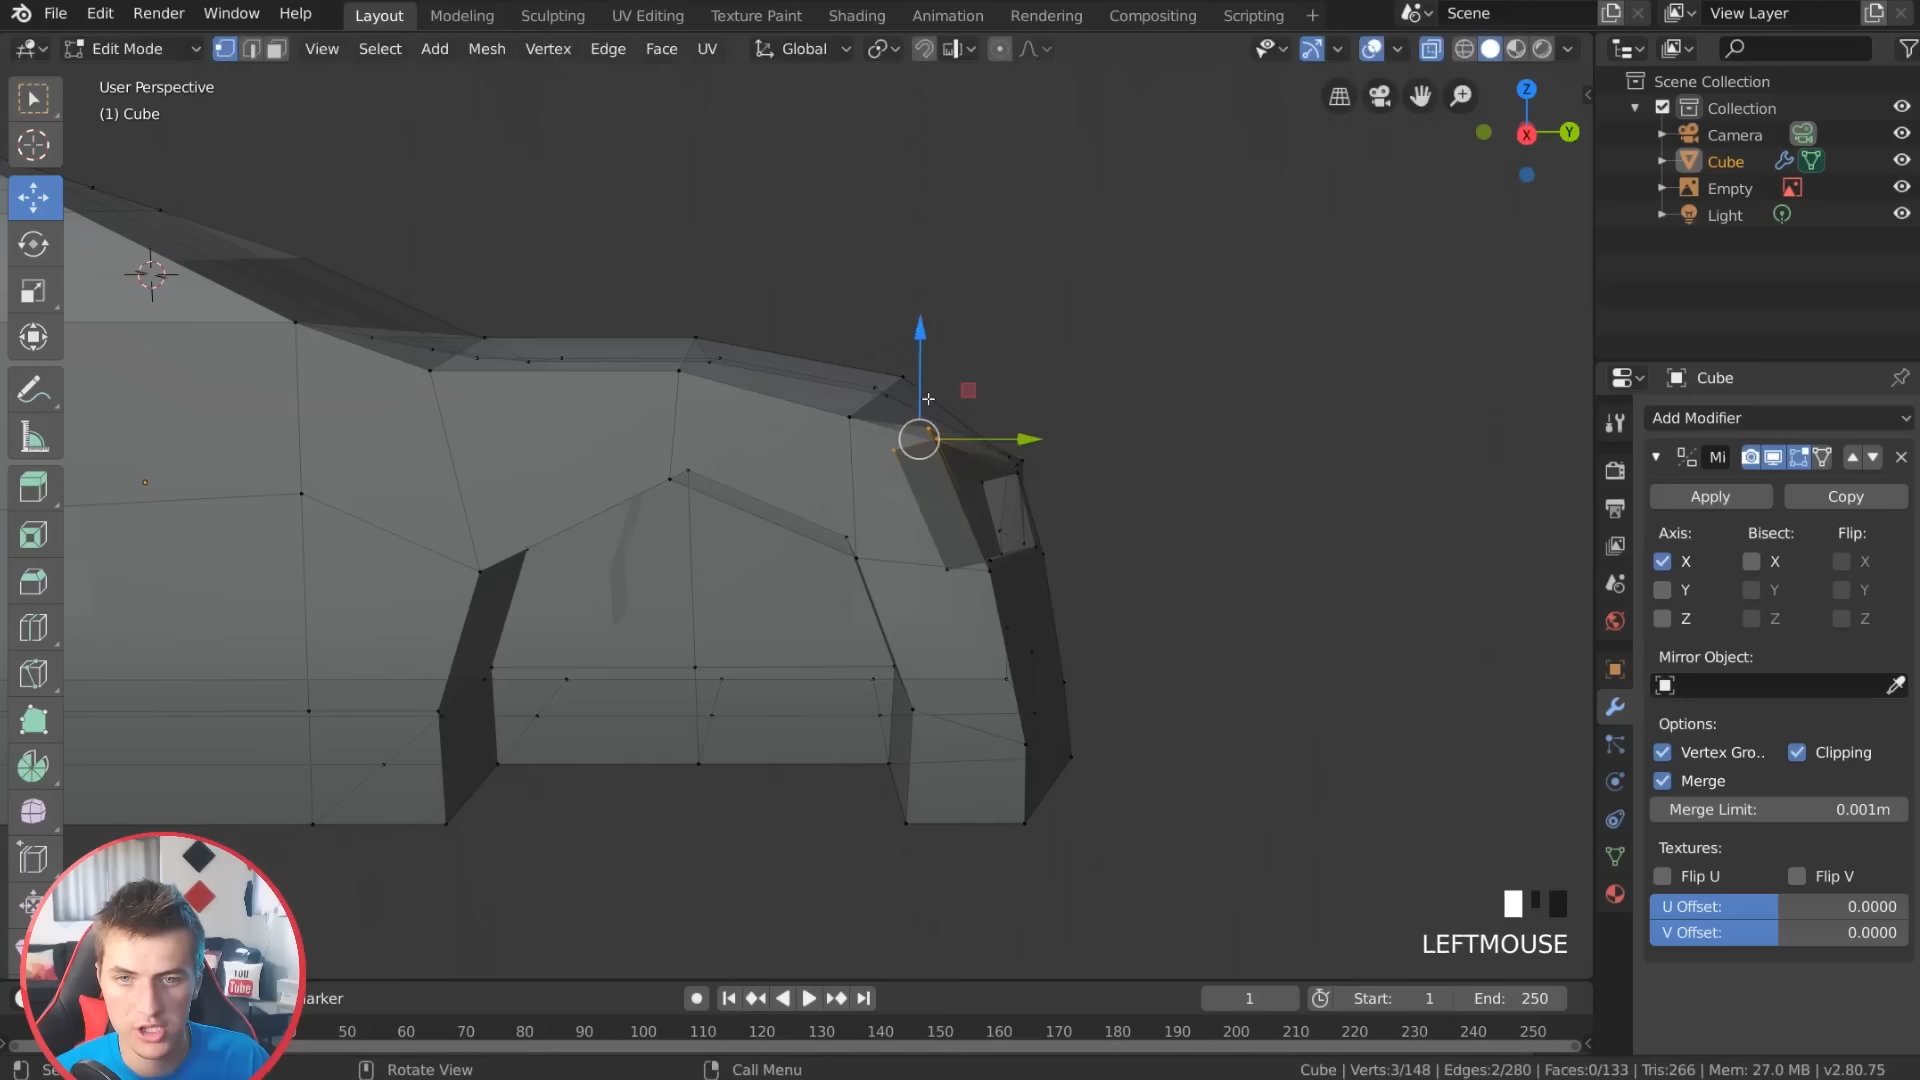 File Edit Render Window Help
Layout Modeling Sculpting UV Editing Texture Paint Shading Animation Rendering Compositing Scripting +
Scene
View Layer
Edit Mode
View Select Add Mesh Vertex Edge Face UV
Global
User Perspective
(1) Cube
Z
X
Y
Scene Collection
Collection
Camera
Cube
Empty
Light
Cube
Add Modifier
Mi
Apply Copy
Axis: Bisect: Flip:
X X X
Y Y Y
Z Z Z
Mirror Object:
Options:
Vertex Gro.. Clipping
Merge
Merge Limit: 0.001m
Textures:
Flip U Flip V
U Offset: 0.0000
V Offset: 0.0000
LEFTMOUSE
YOU
Tube
arker
1 Start: 1 End: 250
50 60 70 80 90 100 110 120 130 140 150 160 170 180 190 200 210 220 230 240 250
Se
Rotate View
Call Menu
Cube | Verts:3/148 | Edges:2/280 | Faces:0/133 | Tris:266 | Mem: 27.0 MB | v2.80.75